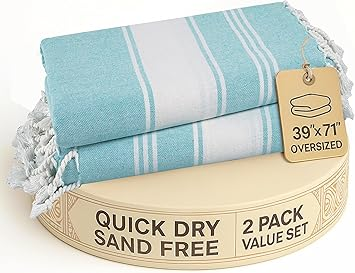 39"x71"
OVERSIZED
QUICK DRY
SAND FREE
2 PACK
VALUE SET